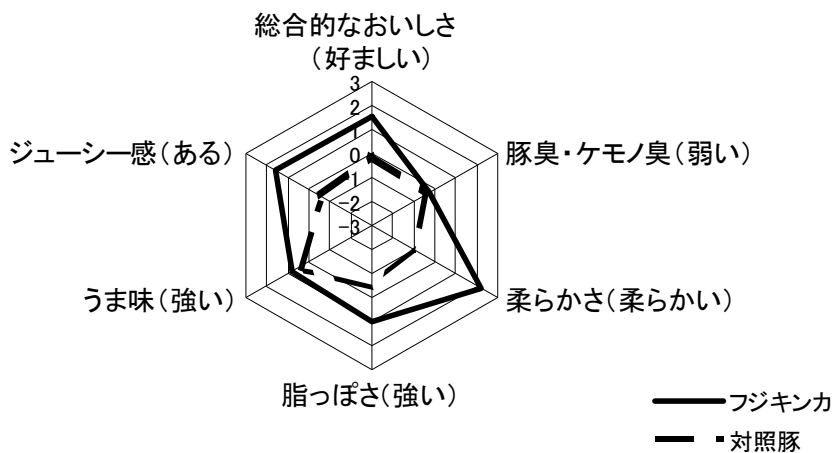 総合的なおいしさ
（好ましい）
3
2
1
0
-1
-2
-3
ジューシー感（ある）
豚臭・ケモノ臭（弱い）
うま味（強い）
柔らかさ（柔らかい）
脂っぽさ（強い）
フジキンカ
対照豚